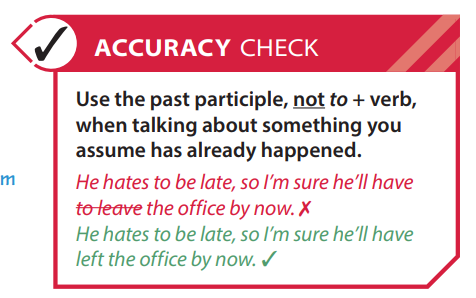 ACCURACY CHECK
Use the past participle, not to + verb,
when talking about something you
assume has already happened.
m
He hates to be late, so I'm sure he'll have
to leave the office by now. ✗
He hates to be late, so I'm sure he'll have
left the office by now. ✓